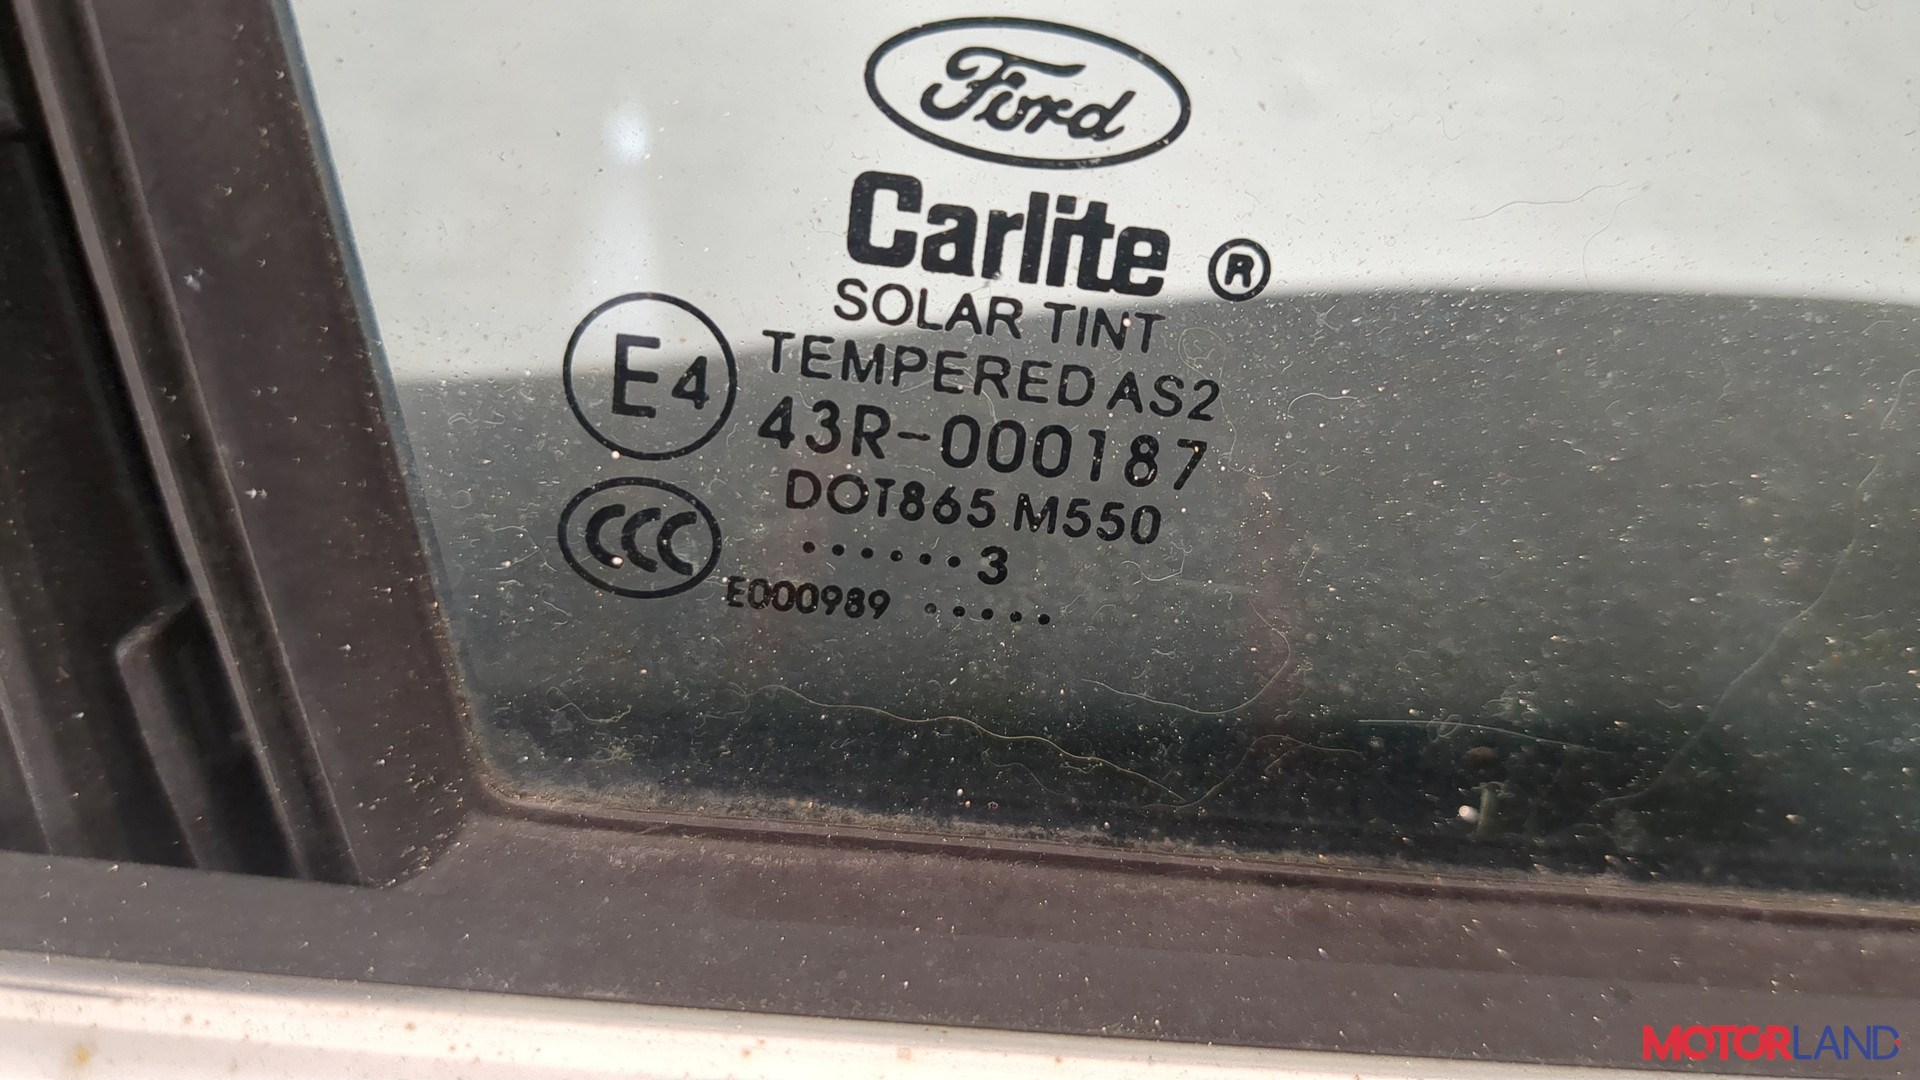 Ford
Carlite ®
SOLAR TINT
E4
TEMPERED AS2
43R-000187
DOT865 M550
CCC
......3
E000989 .....
MOTORLAND